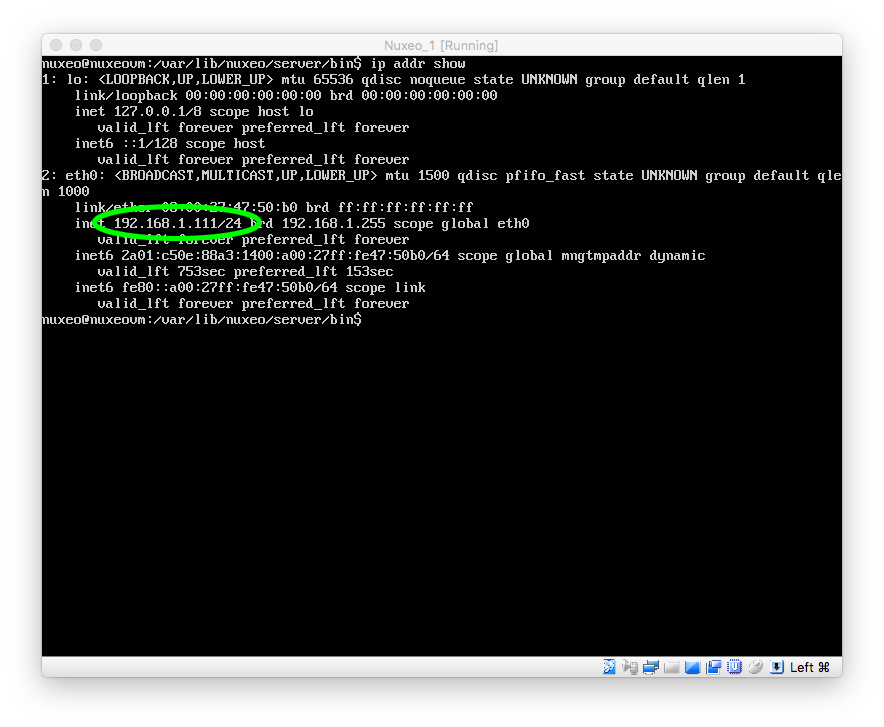 Nuxeo_1 [Running]
nuxeo@nuxeovm:/var/lib/nuxeo/server/bin$ ip addr show
1: lo: <LOOPBACK,UP,LOWER_UP> mtu 65536 qdisc noqueue state UNKNOWN group default qlen 1
link/loopback 00:00:00:00:00:00 brd 00:00:00:00:00:00
inet 127.0.0.1/8 scope host lo
valid_lft forever preferred_lft forever
inet6 ::1/128 scope host
valid_lft forever preferred_lft forever
2: eth0: <BROADCAST,MULTICAST,UP,LOWER_UP> mtu 1500 qdisc pfifo_fast state UNKNOWN group default qle
n 1000
link/ether 08:00:27:47:50:b0 brd ff:ff:ff:ff:ff:ff
inet 192.168.1.111/24 brd 192.168.1.255 scope global eth0
valid_lft forever preferred_lft forever
inet6 2a01:c50e:88a3:1400:a00:27ff:fe47:50b0/64 scope global mngtmpaddr dynamic
valid_lft 753sec preferred_lft 153sec
inet6 fe80::a00:27ff:fe47:50b0/64 scope link
valid_lft forever preferred_lft forever
nuxeo@nuxeovm:/var/lib/nuxeo/server/bin$
Left ⌘